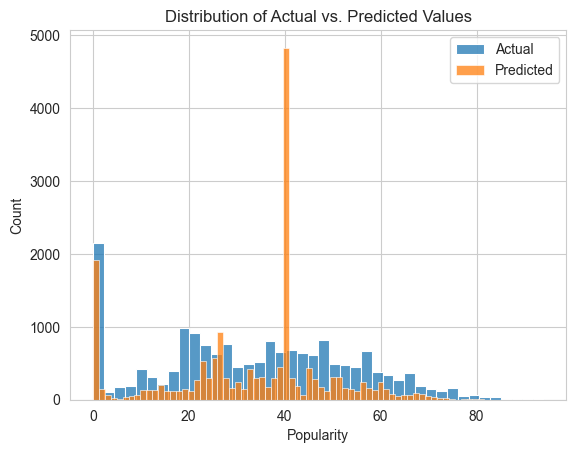 Distribution of Actual vs. Predicted Values
Actual
Predicted
5000
4000
3000
2000
1000
0
Count
0 20 40 60 80
Popularity